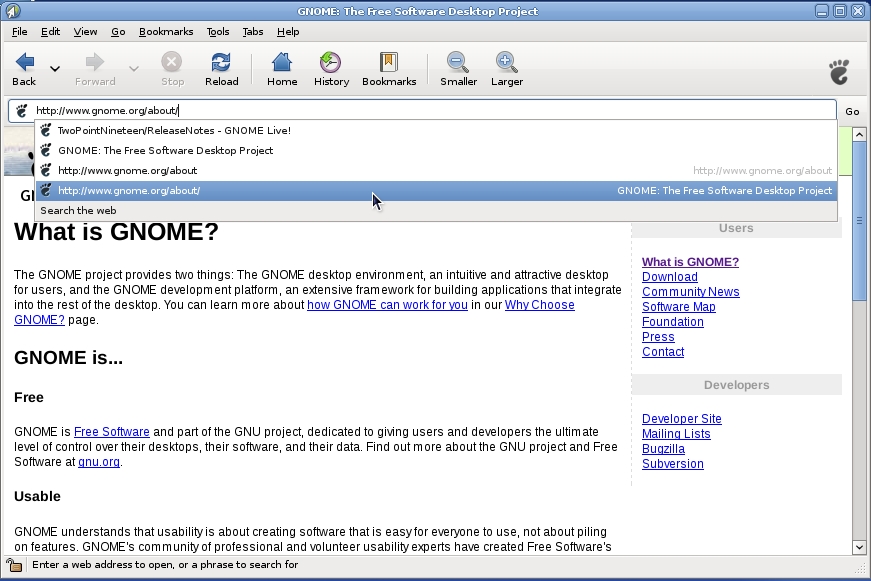 GNOME: The Free Software Desktop Project
File Edit View Go Bookmarks Tools Tabs Help
Back Forward Stop Reload Home History Bookmarks Smaller Larger
http://www.gnome.org/about/ Go
TwoPointNineteen/ReleaseNotes - GNOME Live!
GNOME: The Free Software Desktop Project
http://www.gnome.org/about http://www.gnome.org/about
http://www.gnome.org/about/ GNOME: The Free Software Desktop Project
Search the web
What is GNOME?
The GNOME project provides two things: The GNOME desktop environment, an intuitive and attractive desktop
for users, and the GNOME development platform, an extensive framework for building applications that integrate
into the rest of the desktop. You can learn more about how GNOME can work for you in our Why Choose
GNOME? page.
GNOME is...
Free
GNOME is Free Software and part of the GNU project, dedicated to giving users and developers the ultimate
level of control over their desktops, their software, and their data. Find out more about the GNU project and Free
Software at gnu.org.
Usable
GNOME understands that usability is about creating software that is easy for everyone to use, not about piling
on features. GNOME's community of professional and volunteer usability experts have created Free Software's
Users
What is GNOME?
Download
Community News
Software Map
Foundation
Press
Contact
Developers
Developer Site
Mailing Lists
Bugzilla
Subversion
Enter a web address to open, or a phrase to search for